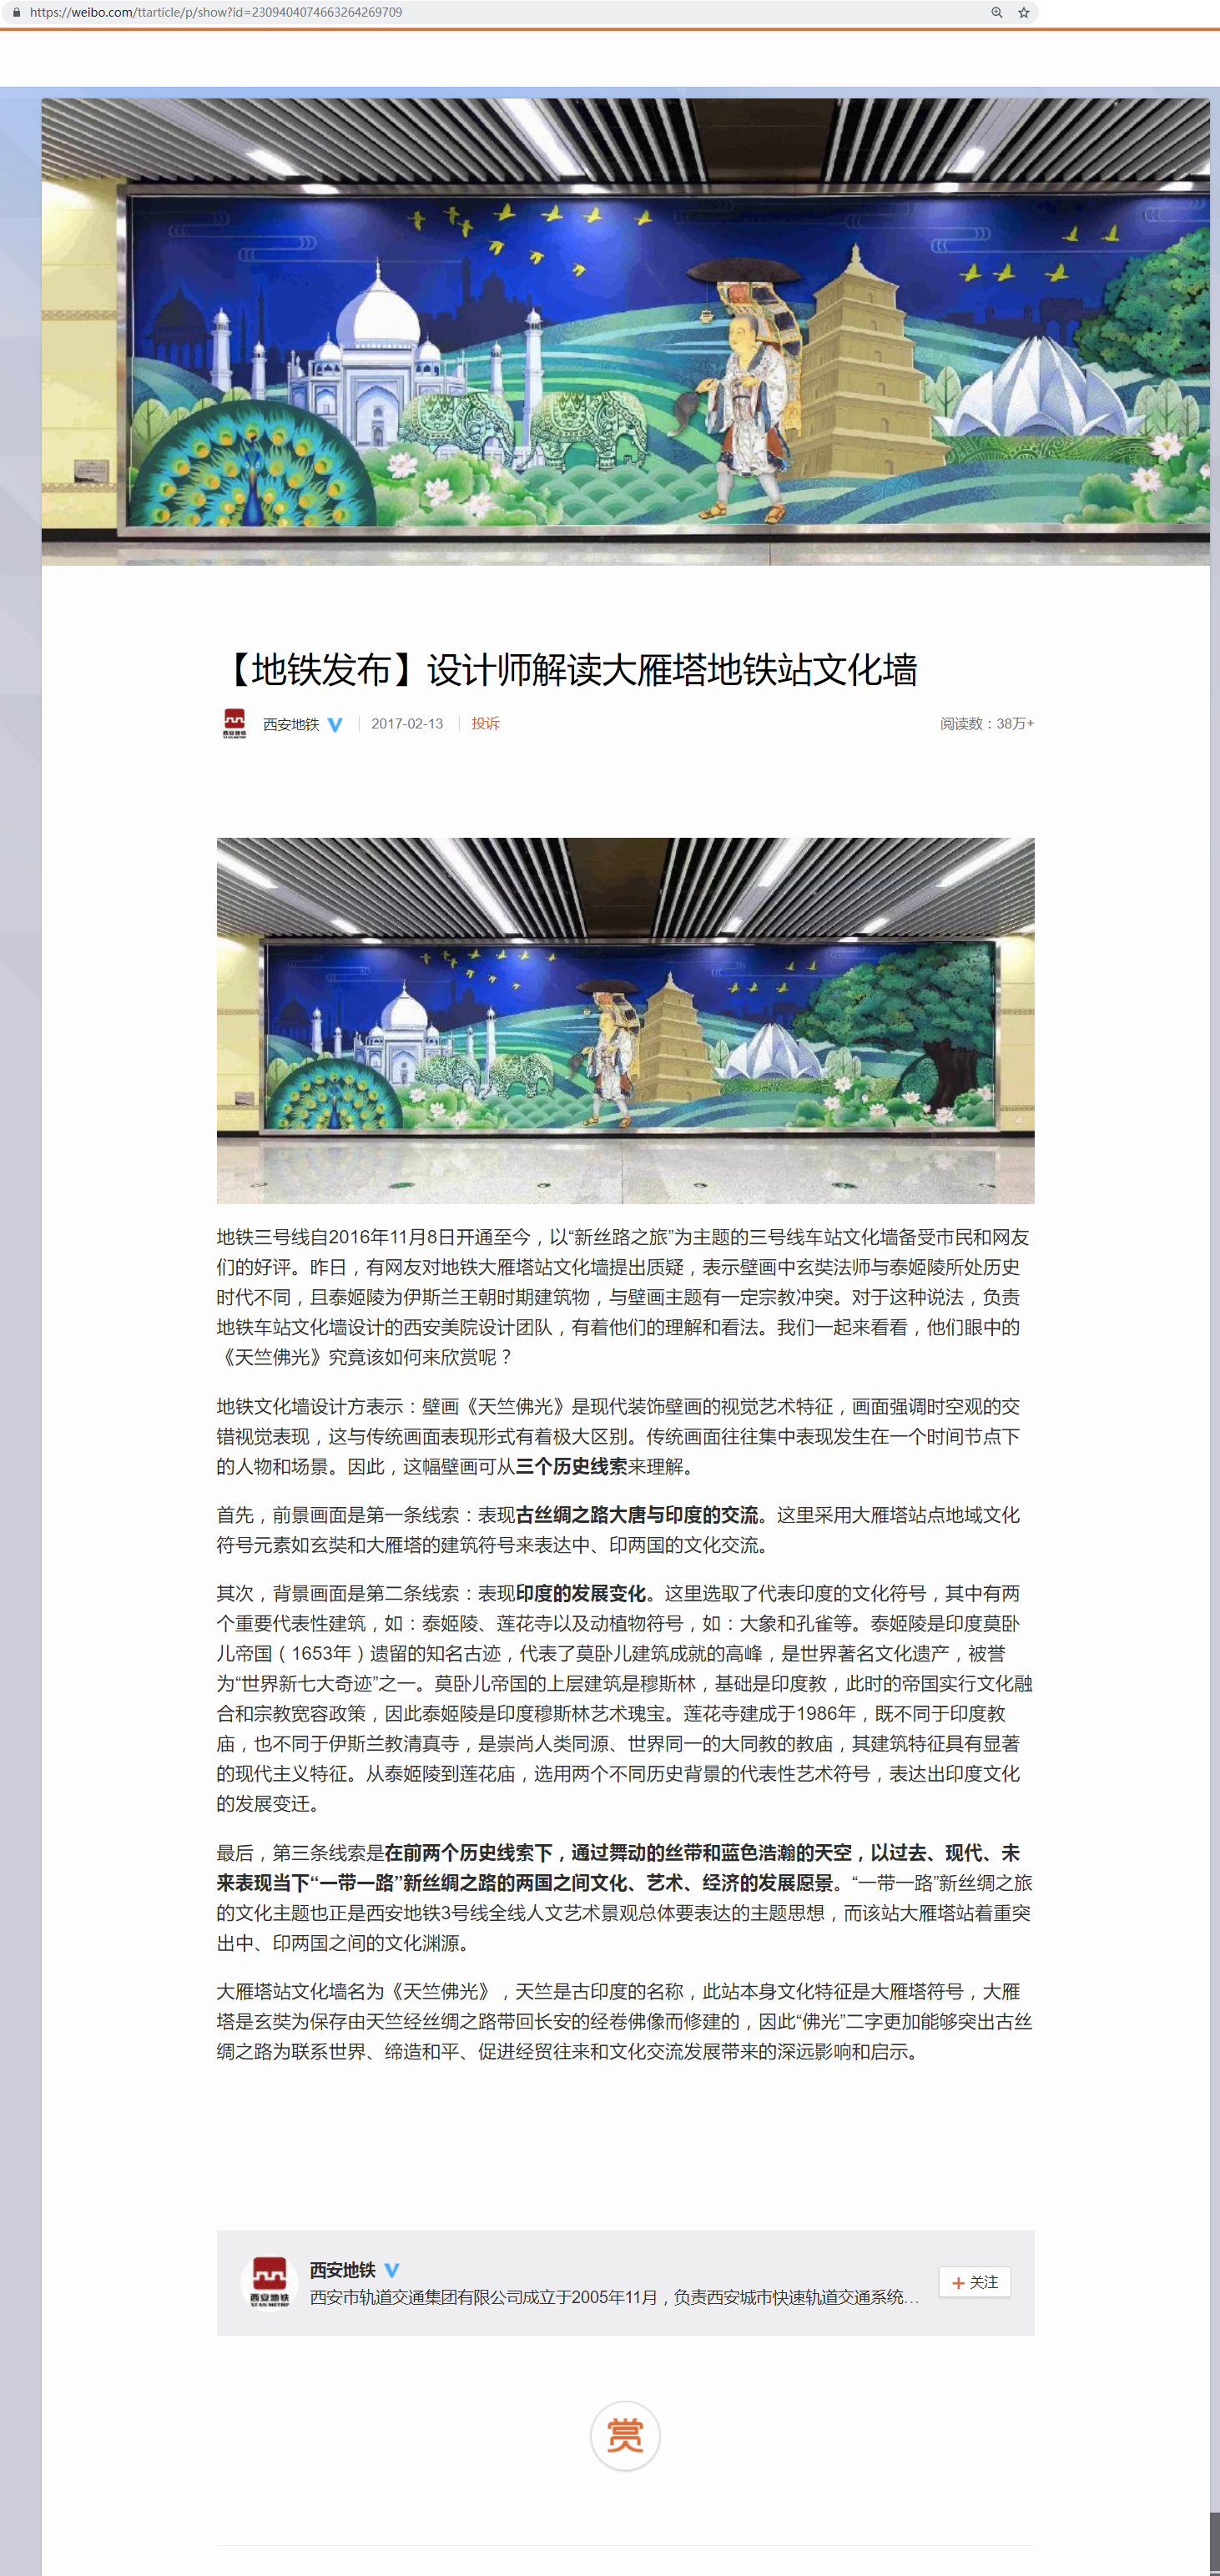 https://weibo.com/ttarticle/p/show?id=2309404074663264269709
【地铁发布】设计师解读大雁塔地铁站文化墙
西安地铁
西安地铁 V 2017-02-13 投诉 阅读数：38万+
地铁三号线自2016年11月8日开通至今，以“新丝路之旅”为主题的三号线车站文化墙备受市民和网友
们的好评。昨日，有网友对地铁大雁塔站文化墙提出质疑，表示壁画中玄奘法师与泰姬陵所处历史
时代不同，且泰姬陵为伊斯兰王朝时期建筑物，与壁画主题有一定宗教冲突。对于这种说法，负责
地铁车站文化墙设计的西安美院设计团队，有着他们的理解和看法。我们一起来看看，他们眼中的
《天竺佛光》究竟该如何来欣赏呢？
地铁文化墙设计方表示：壁画《天竺佛光》是现代装饰壁画的视觉艺术特征，画面强调时空观的交
错视觉表现，这与传统画面表现形式有着极大区别。传统画面往往集中表现发生在一个时间节点下
的人物和场景。因此，这幅壁画可从三个历史线索来理解。
首先，前景画面是第一条线索：表现古丝绸之路大唐与印度的交流。这里采用大雁塔站点地域文化
符号元素如玄奘和大雁塔的建筑符号来表达中、印两国的文化交流。
其次，背景画面是第二条线索：表现印度的发展变化。这里选取了代表印度的文化符号，其中有两
个重要代表性建筑，如：泰姬陵、莲花寺以及动植物符号，如：大象和孔雀等。泰姬陵是印度莫卧
儿帝国（1653年）遗留的知名古迹，代表了莫卧儿建筑成就的高峰，是世界著名文化遗产，被誉
为“世界新七大奇迹”之一。莫卧儿帝国的上层建筑是穆斯林，基础是印度教，此时的帝国实行文化融
合和宗教宽容政策，因此泰姬陵是印度穆斯林艺术瑰宝。莲花寺建成于1986年，既不同于印度教
庙，也不同于伊斯兰教清真寺，是崇尚人类同源、世界同一的大同教的教庙，其建筑特征具有显著
的现代主义特征。从泰姬陵到莲花庙，选用两个不同历史背景的代表性艺术符号，表达出印度文化
的发展变迁。
最后，第三条线索是在前两个历史线索下，通过舞动的丝带和蓝色浩瀚的天空，以过去、现代、未
来表现当下“一带一路”新丝绸之路的两国之间文化、艺术、经济的发展愿景。“一带一路”新丝绸之旅
的文化主题也正是西安地铁3号线全线人文艺术景观总体要表达的主题思想，而该站大雁塔站着重突
出中、印两国之间的文化渊源。
大雁塔站文化墙名为《天竺佛光》，天竺是古印度的名称，此站本身文化特征是大雁塔符号，大雁
塔是玄奘为保存由天竺经丝绸之路带回长安的经卷佛像而修建的，因此“佛光”二字更加能够突出古丝
绸之路为联系世界、缔造和平、促进经贸往来和文化交流发展带来的深远影响和启示。
西安地铁
XI'AN METRO
西安地铁 V
西安市轨道交通集团有限公司成立于2005年11月，负责西安城市快速轨道交通系统…
+ 关注
赏